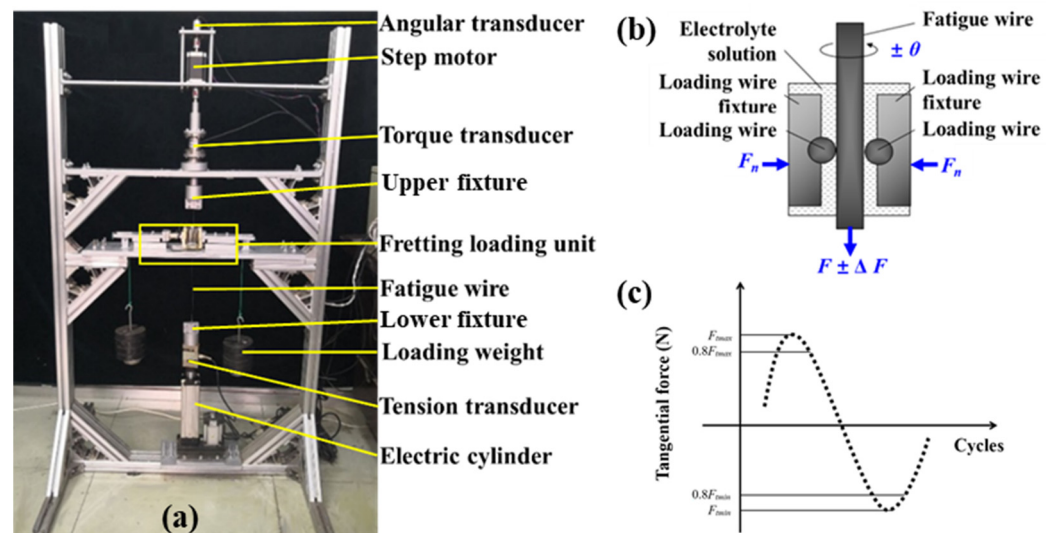 Angular transducer
Step motor
Torque transducer
Upper fixture
Fretting loading unit
Fatigue wire
Lower fixture
Loading weight
Tension transducer
Electric cylinder
(a)
(b)
Electrolyte
solution
Fatigue wire
± θ
Loading wire
fixture
Loading wire
fixture
Loading wire
Loading wire
Fn
Fn
F ± Δ F
(c)
Tangential force (N)
Ftmax
0.8Ftmax
Cycles
0.8Ftmin
Ftmin